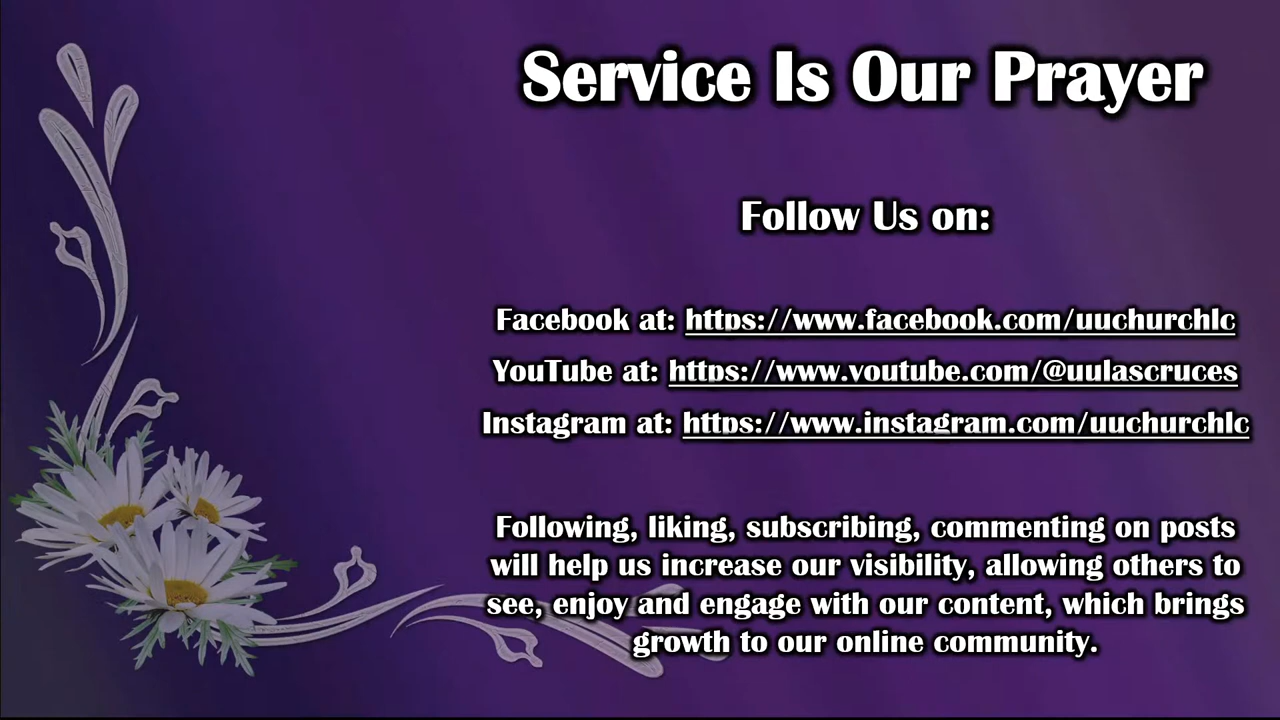 Service Is Our Prayer
Follow Us on:
Facebook at: https://www.facebook.com/uuchurchlc
YouTube at: https://www.youtube.com/@uulascruces
Instagram at: https://www.instagram.com/uuchurchlc
Following, liking, subscribing, commenting on posts
will help us increase our visibility, allowing others to
see, enjoy and engage with our content, which brings
growth to our online community.